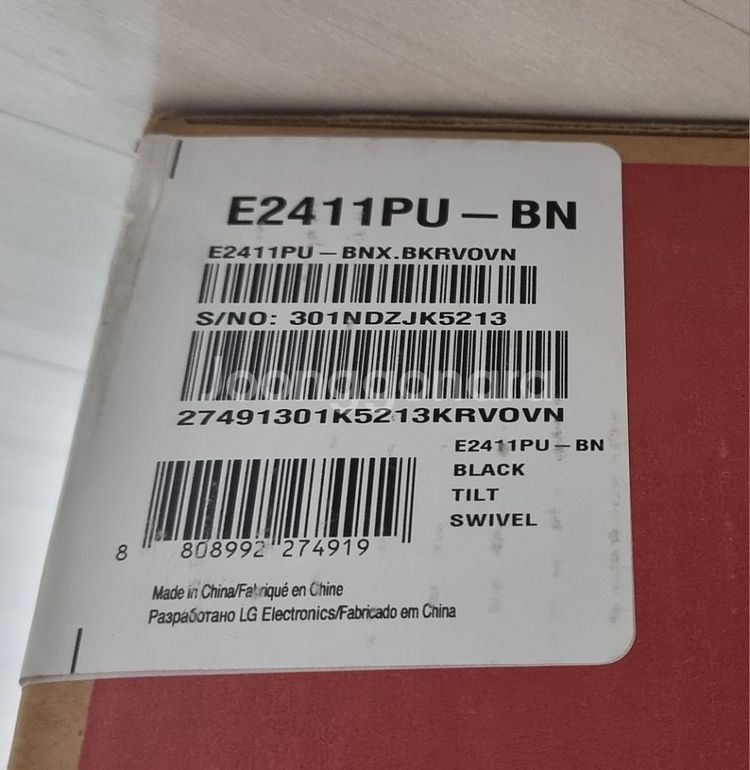 E2411PU-BN
E2411PU-BNX.BKRVOVN
S/NO: 301NDZJK5213
Joonggonara
27491301K5213KRVOVN
E2411PU-BN
BLACK
TILT
SWIVEL
8 808992 274919
Made in China/Fabriqué en Chine
Разработано LG Electronics/Fabricado em China